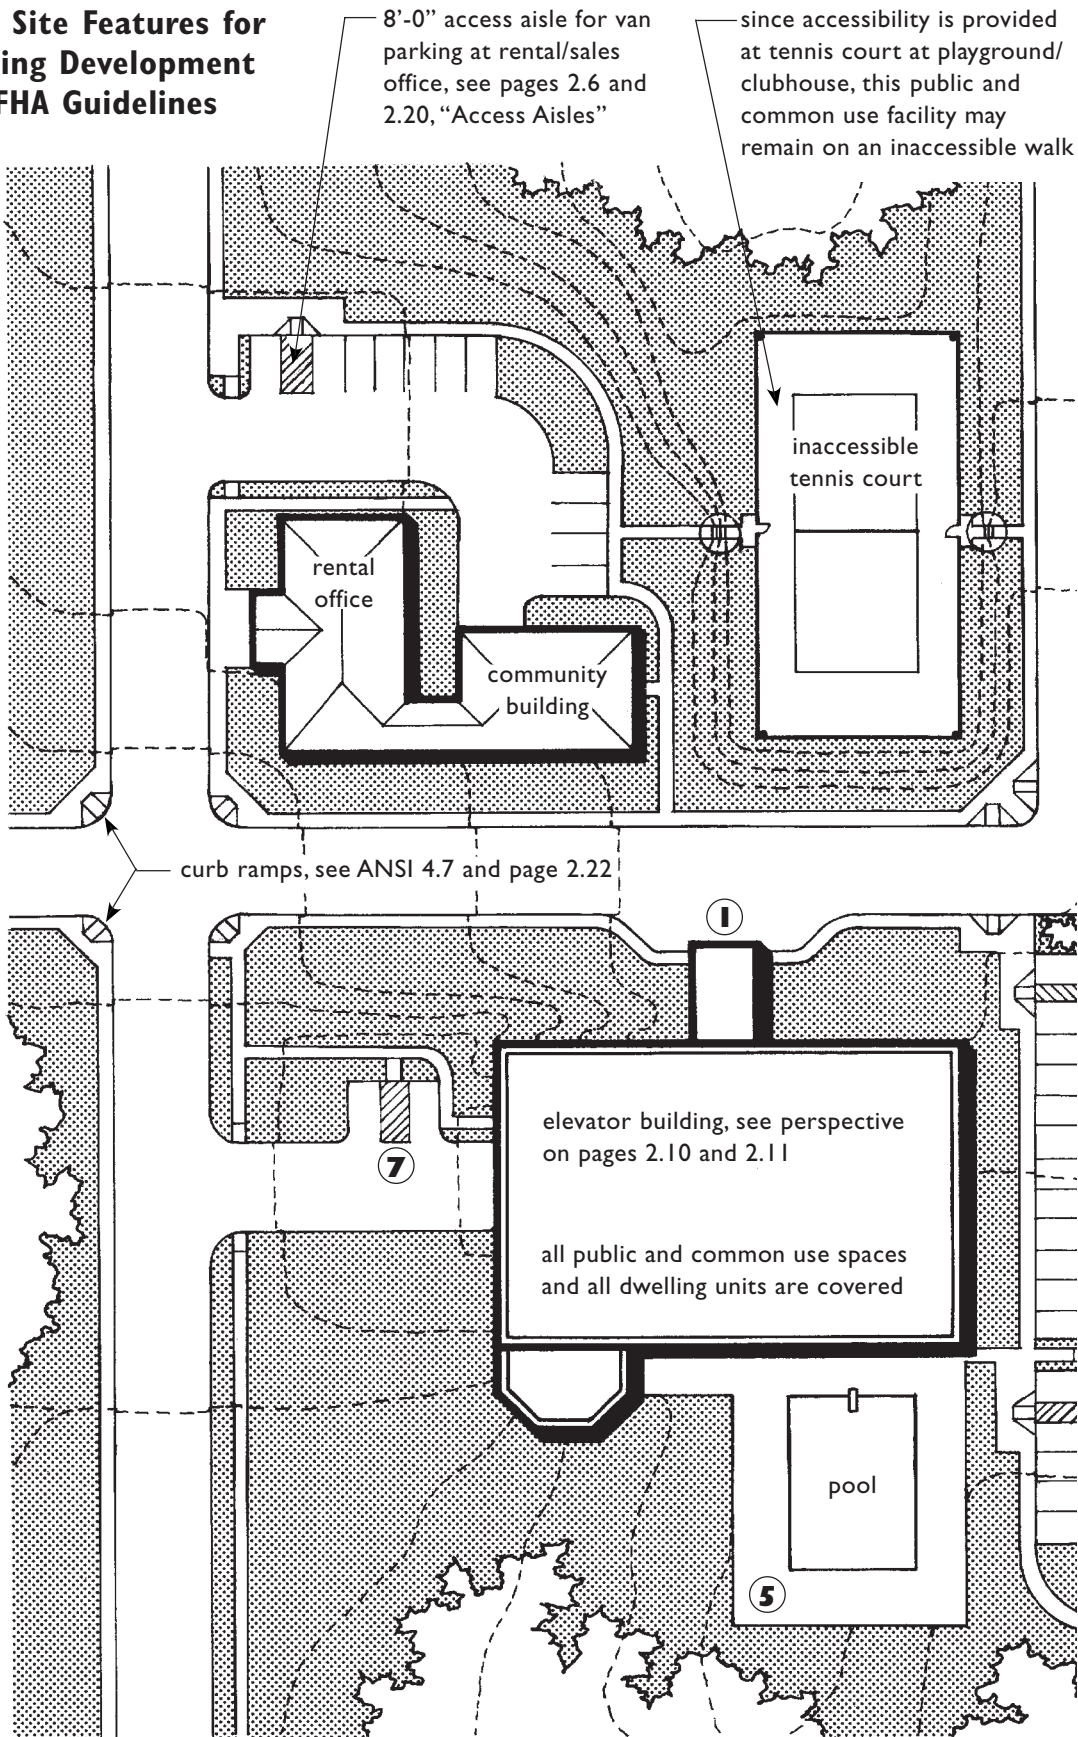 Site Features for
ing Development
FHA Guidelines
8’-0” access aisle for van
parking at rental/sales
office, see pages 2.6 and
2.20, “Access Aisles”
since accessibility is provided
at tennis court at playground/
clubhouse, this public and
common use facility may
remain on an inaccessible walk
inaccessible
tennis court
rental
office
community
building
curb ramps, see ANSI 4.7 and page 2.22
1
elevator building, see perspective
on pages 2.10 and 2.11
7
all public and common use spaces
and all dwelling units are covered
pool
5